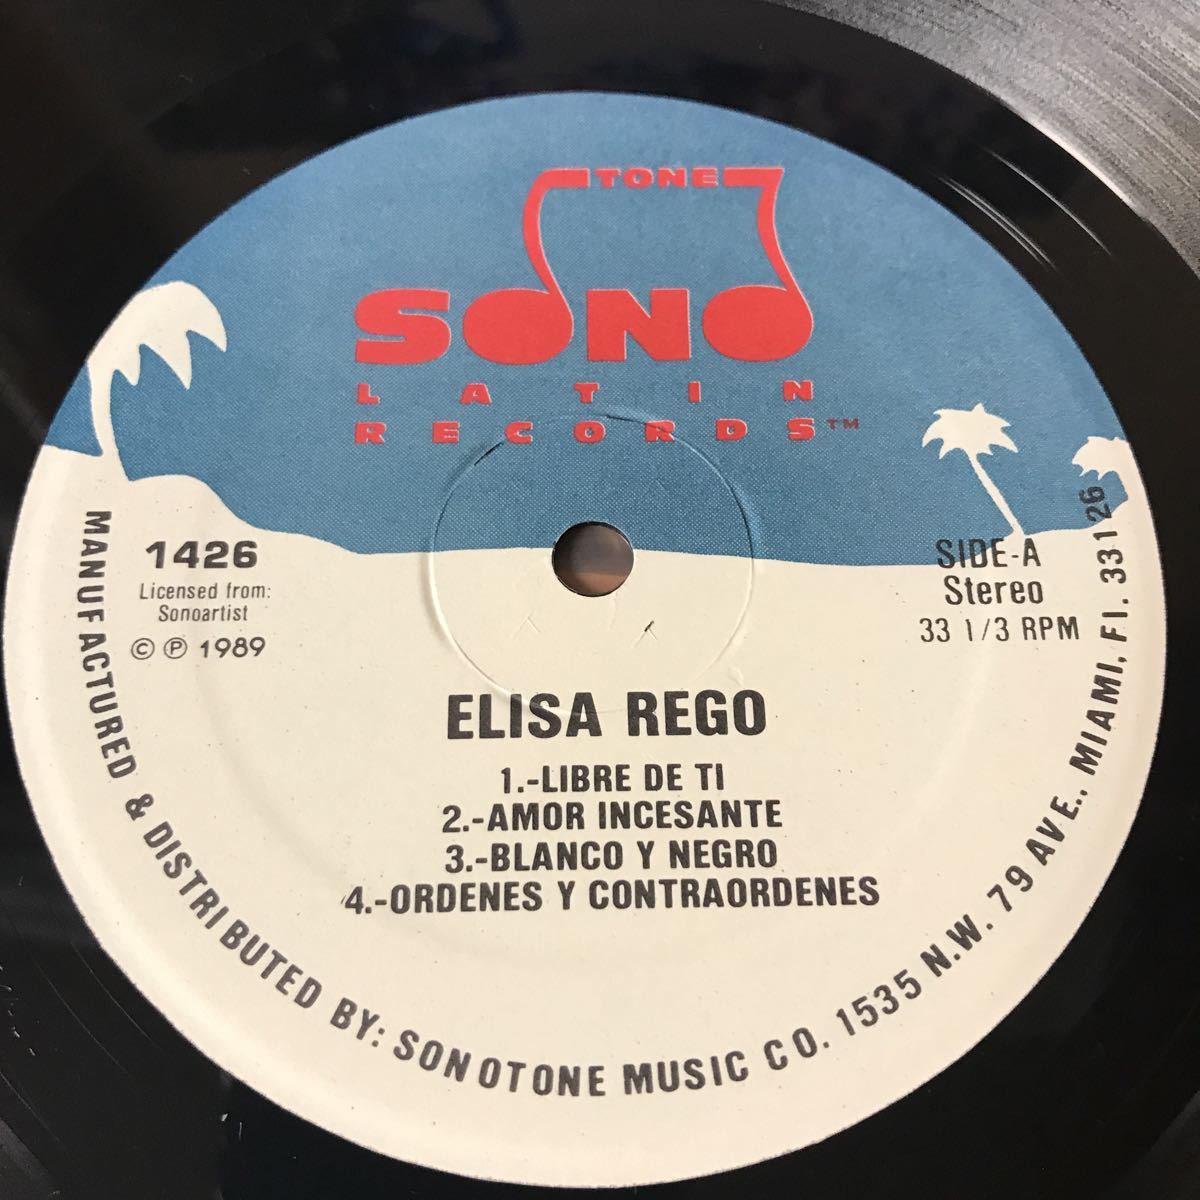 TONE
SONO
LATIN
RECORDS™
1426
Licensed from:
Sonoartist
© ℗ 1989
SIDE-A
Stereo
33 1/3 RPM
ELISA REGO
1.-LIBRE DE TI
2.-AMOR INCESANTE
3.-BLANCO Y NEGRO
4.-ORDENES Y CONTRAORDENES
MANUFACTURED & DISTRIBUTED BY: SONOTONE MUSIC CO. 1535 N.W. 79 AVE., MIAMI, Fl. 33126